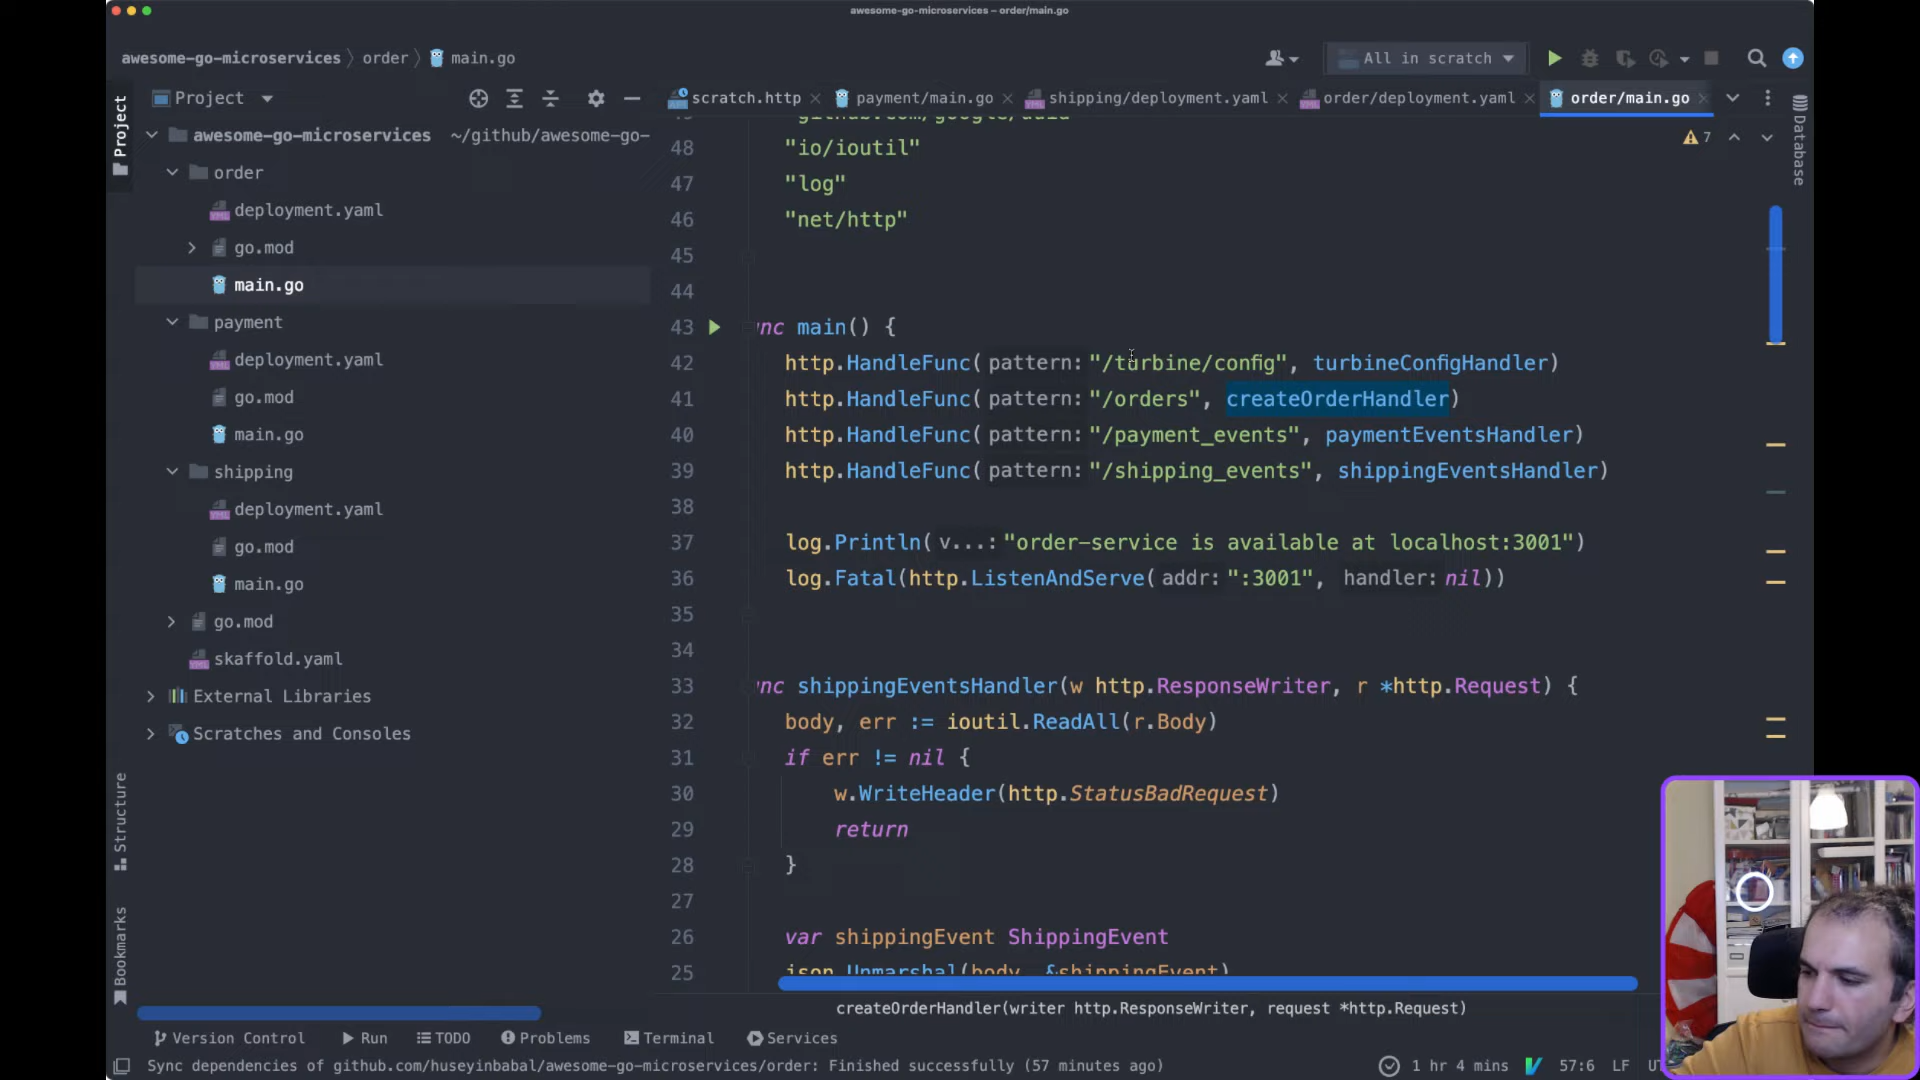 awesome-go-microservices – order/main.go
awesome-go-microservices 〉 order 〉 main.go
All in scratch
Project
scratch.http
payment/main.go
shipping/deployment.yaml
order/deployment.yaml
order/main.go
Project
Database
Structure
Bookmarks
awesome-go-microservices ~/github/awesome-go-
order
deployment.yaml
go.mod
main.go
payment
deployment.yaml
go.mod
main.go
shipping
deployment.yaml
go.mod
main.go
go.mod
skaffold.yaml
External Libraries
Scratches and Consoles
7
48 "io/ioutil"
47 "log"
46 "net/http"
45
44
43 nc main() {
42 http.HandleFunc( pattern: "/turbine/config", turbineConfigHandler)
41 http.HandleFunc( pattern: "/orders", createOrderHandler)
40 http.HandleFunc( pattern: "/payment_events", paymentEventsHandler)
39 http.HandleFunc( pattern: "/shipping_events", shippingEventsHandler)
38
37 log.Println( v...: "order-service is available at localhost:3001")
36 log.Fatal(http.ListenAndServe( addr: ":3001", handler: nil))
35
34
33 nc shippingEventsHandler(w http.ResponseWriter, r *http.Request) {
32 body, err := ioutil.ReadAll(r.Body)
31 if err != nil {
30 w.WriteHeader(http.StatusBadRequest)
29 return
28 }
27
26 var shippingEvent ShippingEvent
25 json.Unmarshal(body, &shippingEvent)
createOrderHandler(writer http.ResponseWriter, request *http.Request)
Version Control Run TODO Problems Terminal Services
Sync dependencies of github.com/huseyinbabal/awesome-go-microservices/order: Finished successfully (57 minutes ago) 1 hr 4 mins 57:6 LF